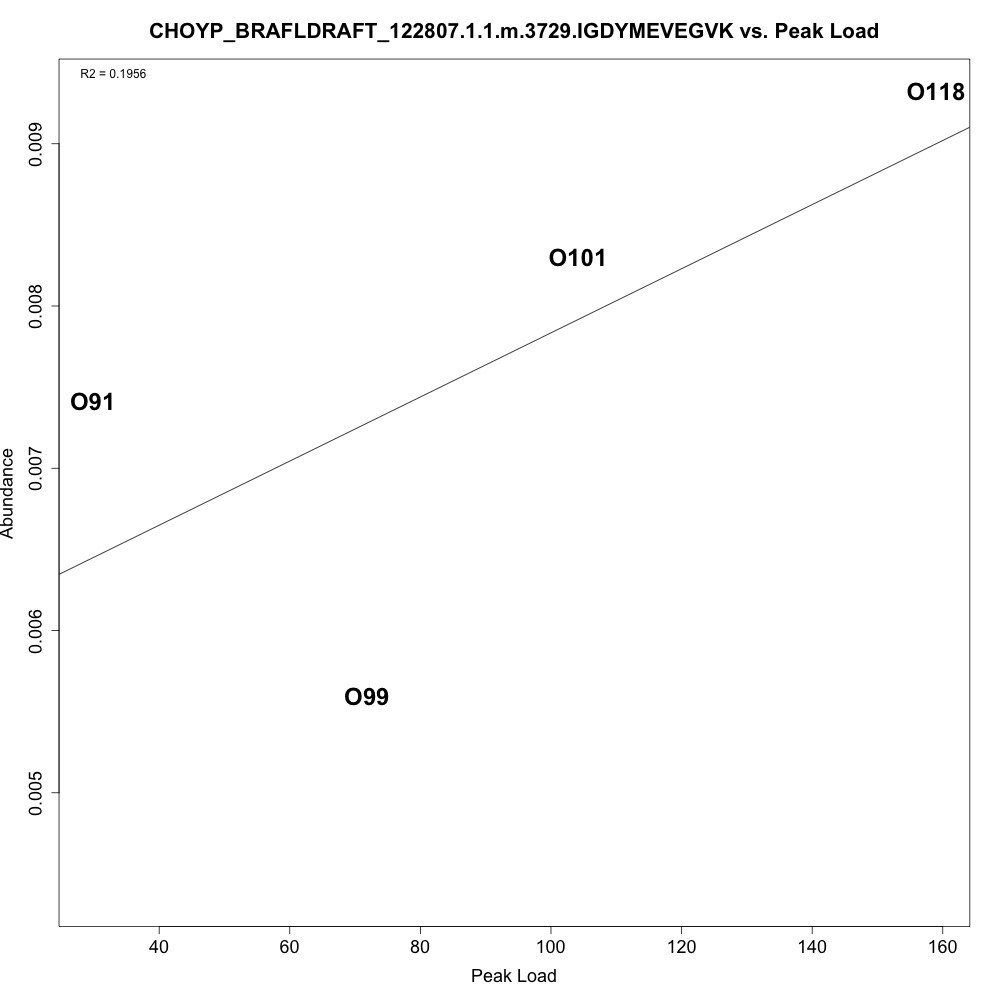 CHOYP_BRAFLDRAFT_122807.1.1.m.3729.IGDYMEVEGVK vs. Peak Load
R2 = 0.1956
O118
0.009
O101
0.008
O91
0.007
Abundance
0.006
O99
0.005
40 60 80 100 120 140 160
Peak Load